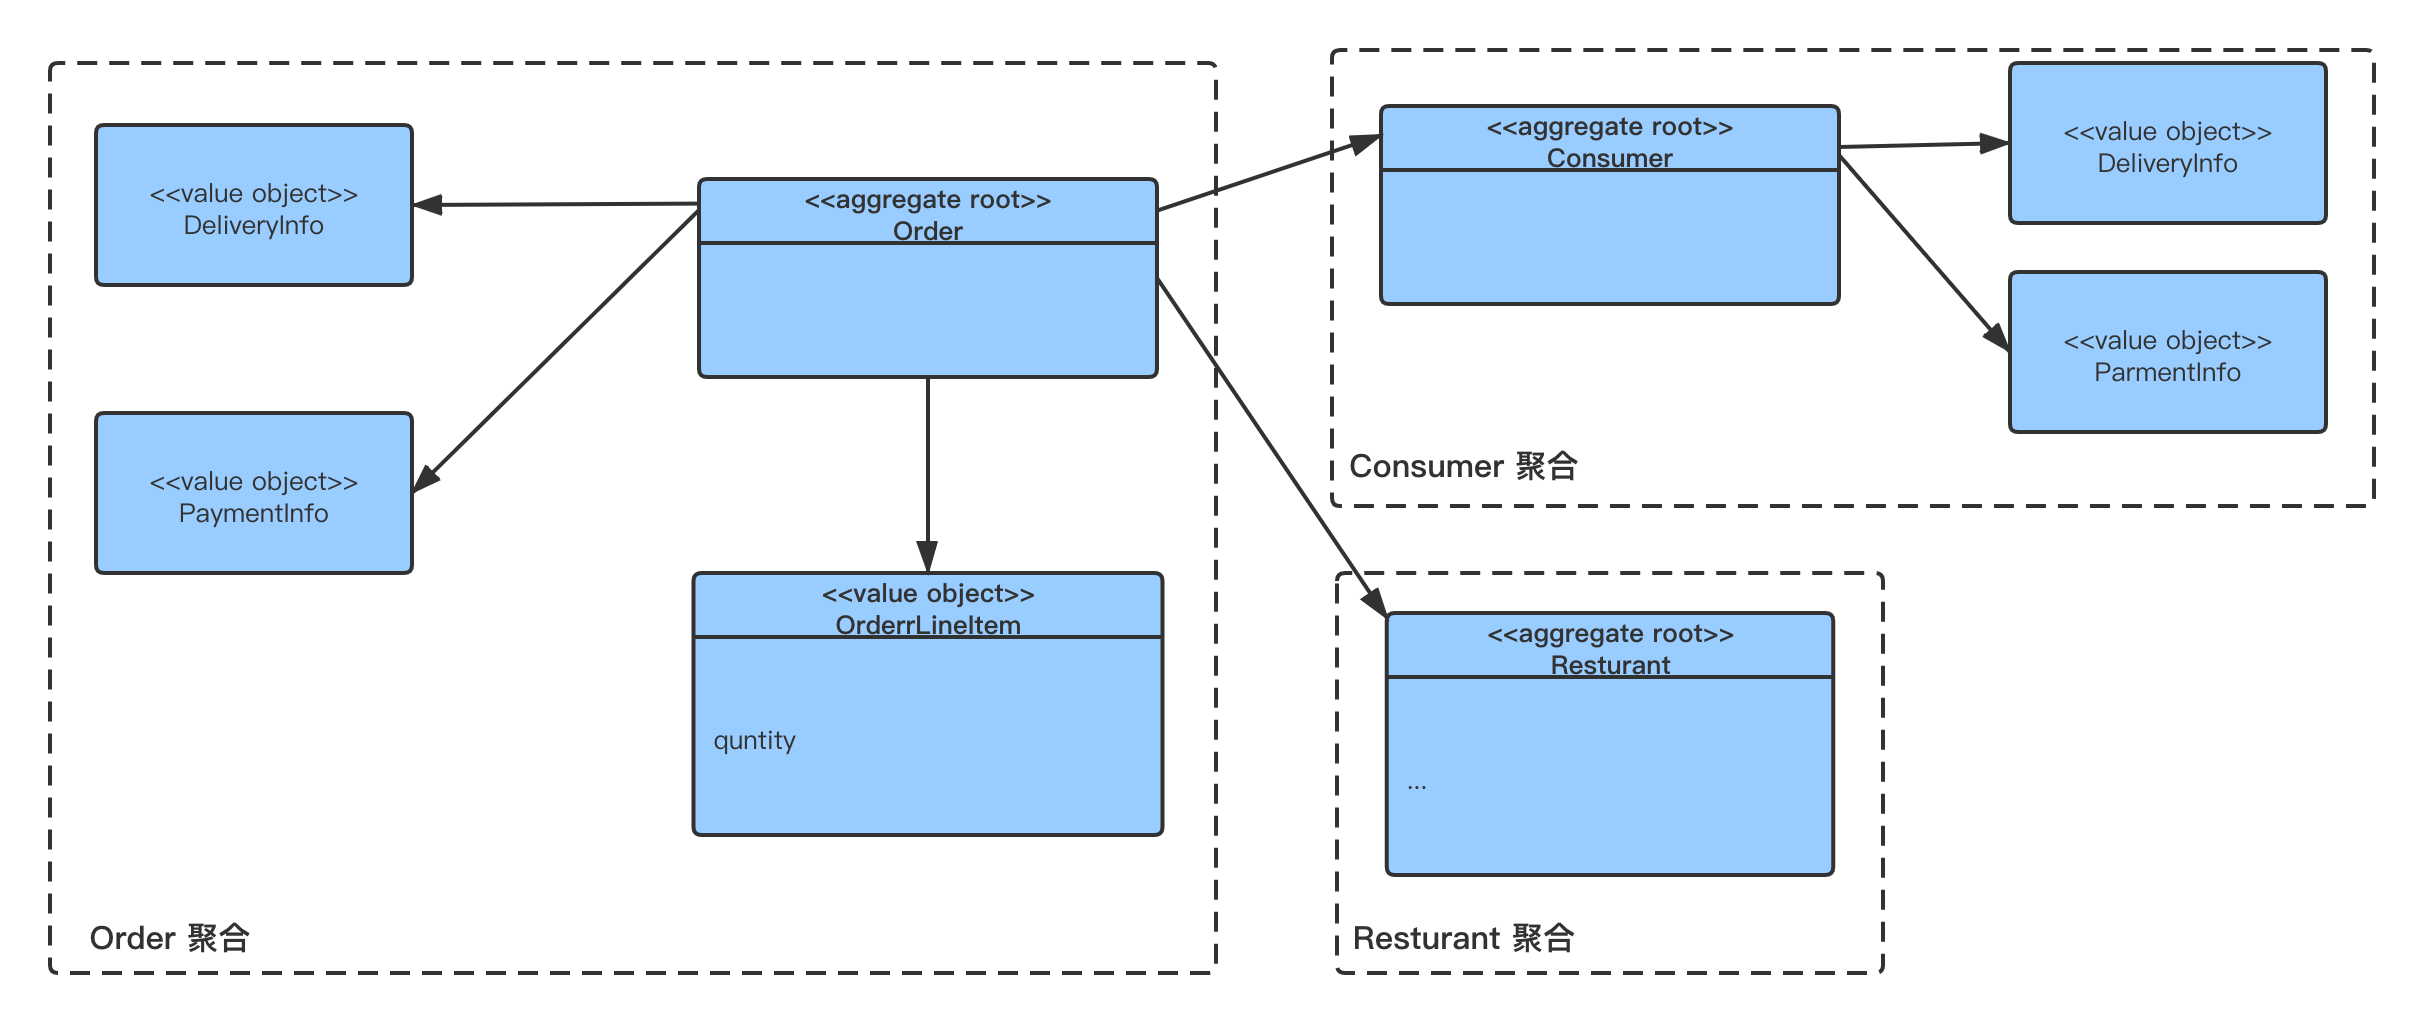 <<value object>>
DeliveryInfo
<<value object>>
PaymentInfo
<<aggregate root>>
Order
<<value object>>
OrderrLineItem
quntity
Order 聚合
<<aggregate root>>
Consumer
<<value object>>
DeliveryInfo
<<value object>>
ParmentInfo
Consumer 聚合
<<aggregate root>>
Resturant
...
Resturant 聚合